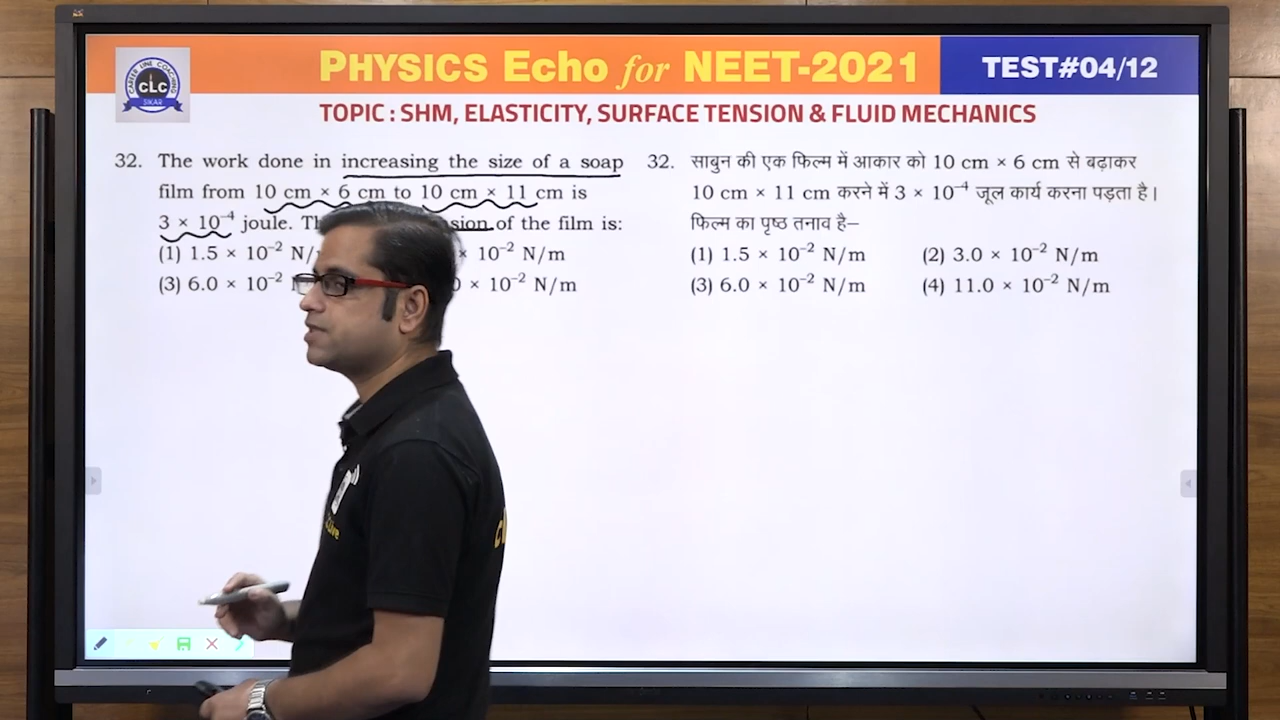 PHYSICS Echo for NEET-2021
TEST#04/12
CAREER LINE COACHING
CLC
SIKAR
TOPIC : SHM, ELASTICITY, SURFACE TENSION & FLUID MECHANICS
32. The work done in increasing the size of a soap
film from 10 cm × 6 cm to 10 cm × 11 cm is
3 × 10⁻⁴ joule. of the film is:
(1) 1.5 × 10⁻² × 10⁻² N/m
(3) 6.0 × 10⁻² × 10⁻² N/m
32. साबुन की एक फिल्म में आकार को 10 cm × 6 cm से बढ़ाकर
10 cm × 11 cm करने में 3 × 10⁻⁴ जूल कार्य करना पड़ता है।
फिल्म का पृष्ठ तनाव है–
(1) 1.5 × 10⁻² N/m (2) 3.0 × 10⁻² N/m
(3) 6.0 × 10⁻² N/m (4) 11.0 × 10⁻² N/m